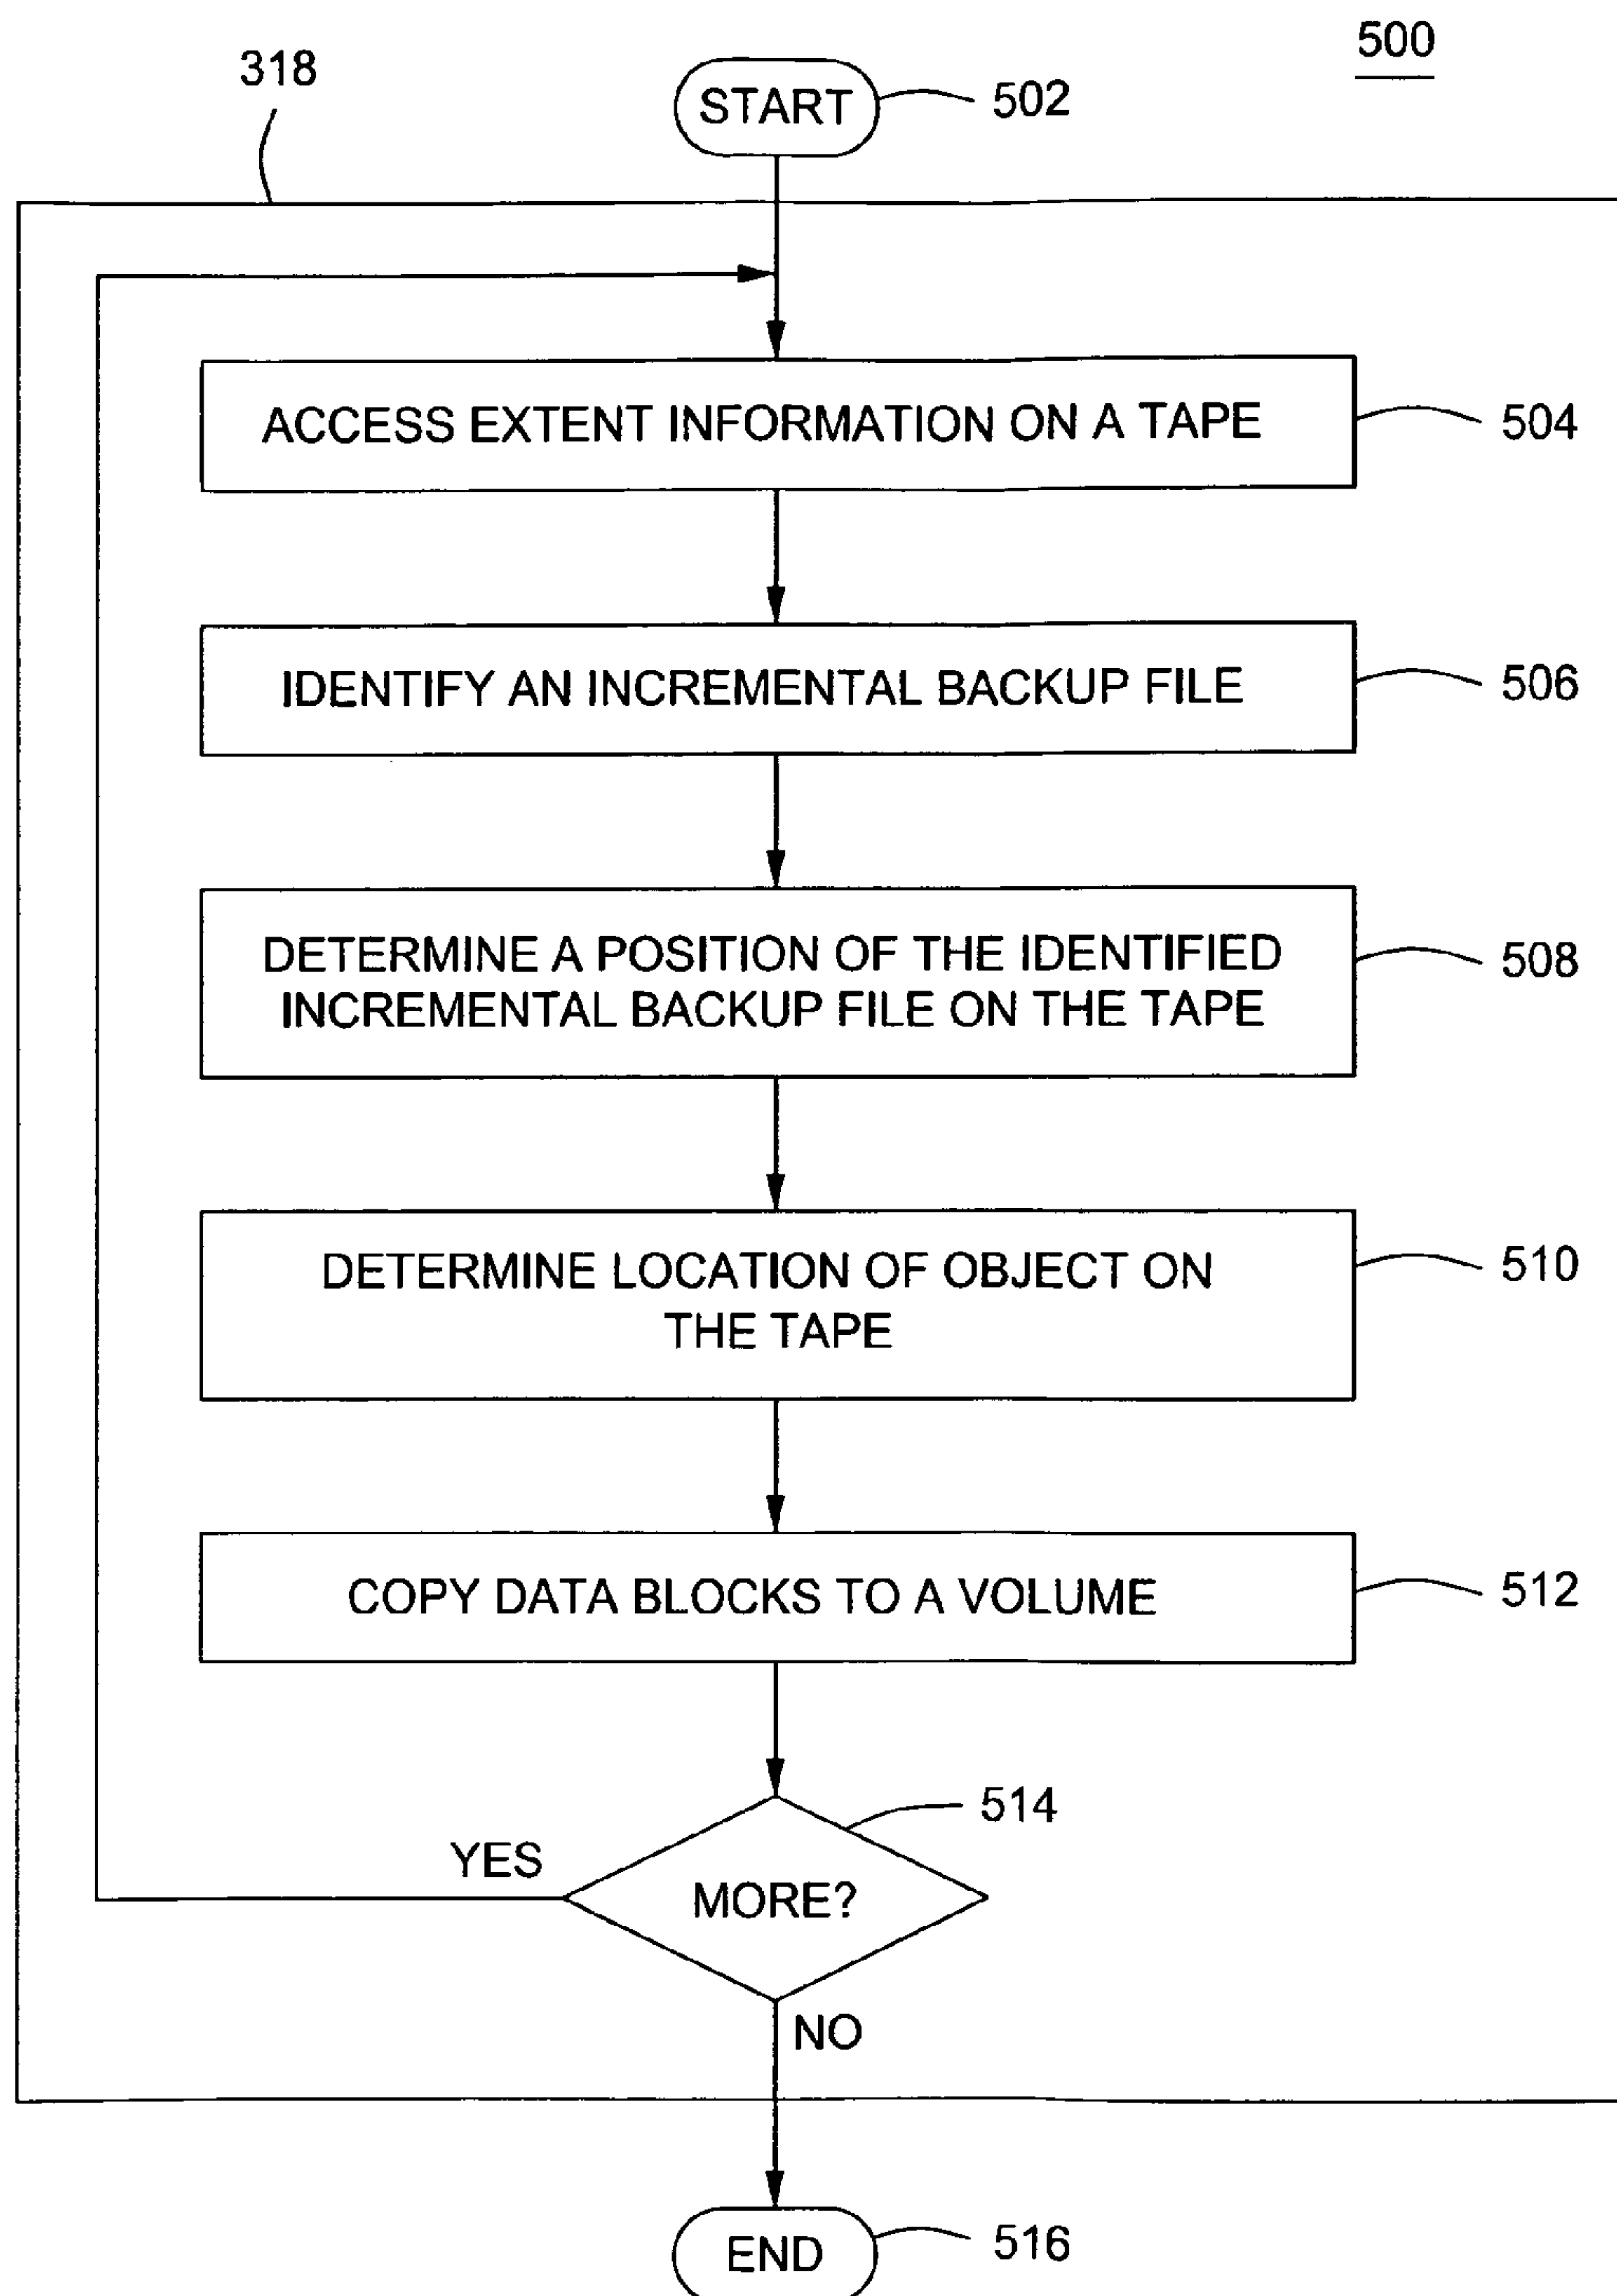 500
318
START
502
ACCESS EXTENT INFORMATION ON A TAPE
504
IDENTIFY AN INCREMENTAL BACKUP FILE
506
DETERMINE A POSITION OF THE IDENTIFIED
INCREMENTAL BACKUP FILE ON THE TAPE
508
DETERMINE LOCATION OF OBJECT ON
THE TAPE
510
COPY DATA BLOCKS TO A VOLUME
512
514
YES
MORE?
NO
END
516